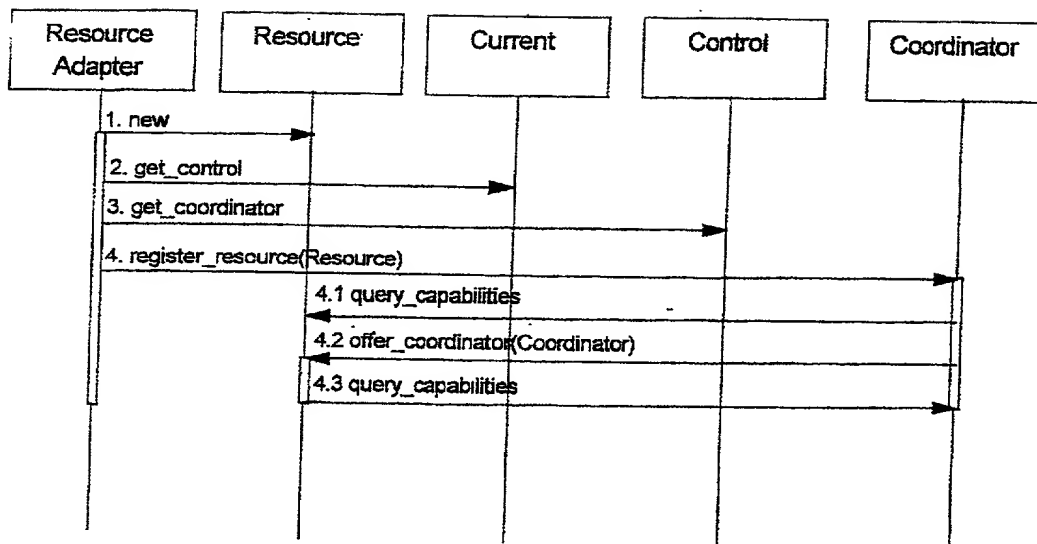 Resource
Adapter
Resource
Current
Control
Coordinator
1. new
2. get_control
3. get_coordinator
4. register_resource(Resource)
4.1 query_capabilities
4.2 offer_coordinator(Coordinator)
4.3 query_capabilities